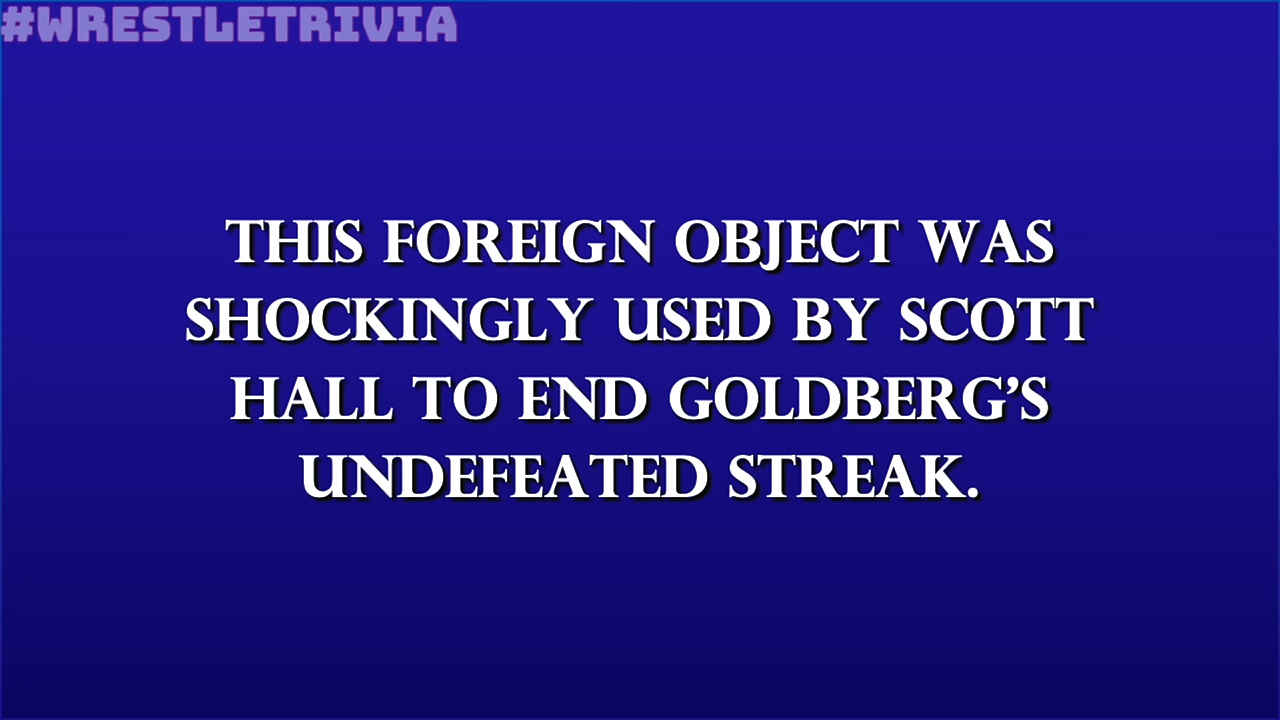 #WRESTLETRIVIA
THIS FOREIGN OBJECT WAS
SHOCKINGLY USED BY SCOTT
HALL TO END GOLDBERG'S
UNDEFEATED STREAK.